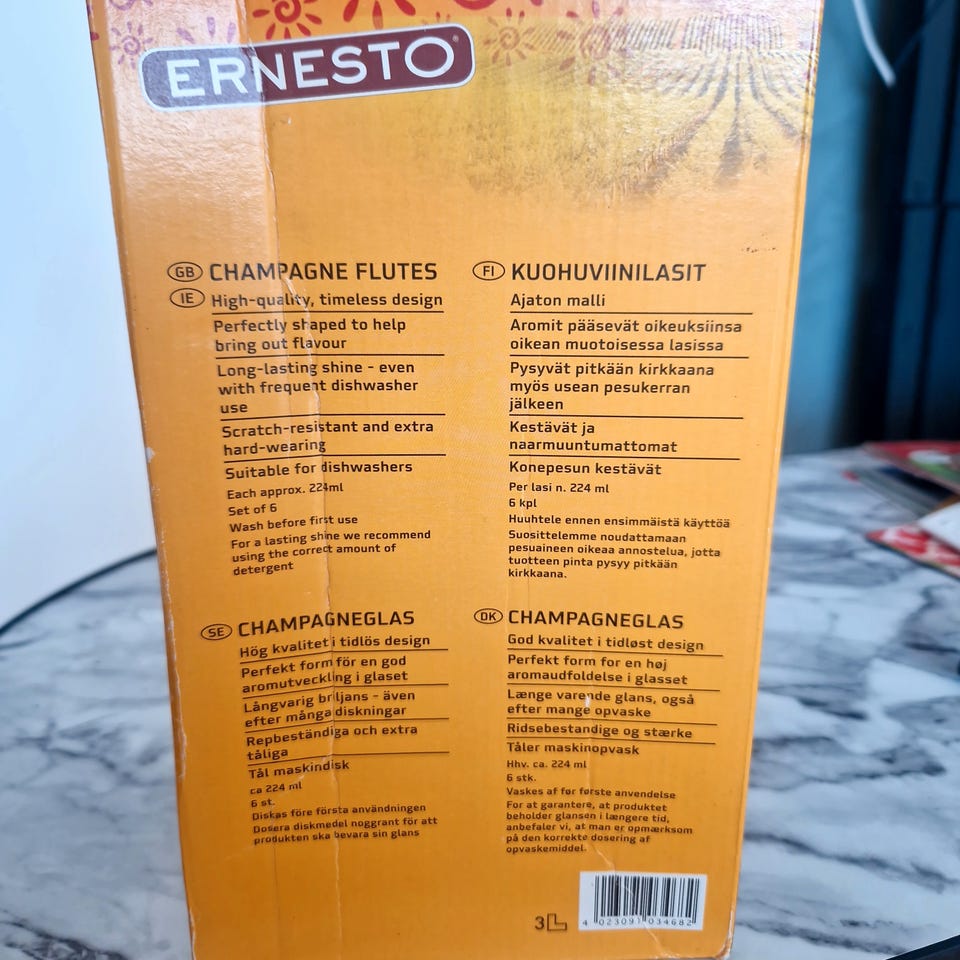 ERNESTO®
GB CHAMPAGNE FLUTES
IE High-quality, timeless design
Perfectly shaped to help
bring out flavour
Long-lasting shine - even
with frequent dishwasher
use
Scratch-resistant and extra
hard-wearing
Suitable for dishwashers
Each approx. 224ml
Set of 6
Wash before first use
For a lasting shine we recommend
using the correct amount of
detergent
FI KUOHUVIINILASIT
Ajaton malli
Aromit pääsevät oikeuksiinsa
oikean muotoisessa lasissa
Pysyvät pitkään kirkkaana
myös usean pesukerran
jälkeen
Kestävät ja
naarmuuntumattomat
Konepesun kestävät
Per lasi n. 224 ml
6 kpl
Huuhtele ennen ensimmäistä käyttöä
Suosittelemme noudattamaan
pesuaineen oikeaa annostelua, jotta
tuotteen pinta pysyy pitkään
kirkkaana.
SE CHAMPAGNEGLAS
Hög kvalitet i tidlös design
Perfekt form för en god
aromutveckling i glaset
Långvarig briljans - även
efter många diskningar
Repbeständiga och extra
tåliga
Tål maskindisk
ca 224 ml
6 st.
Diskas före första användningen
Dosera diskmedel noggrant för att
produkten ska bevara sin glans
DK CHAMPAGNEGLAS
God kvalitet i tidløst design
Perfekt form for en høj
aromaudfoldelse i glasset
Længe varende glans, også
efter mange opvaske
Ridsebestandige og stærke
Tåler maskinopvask
Hhv. ca. 224 ml
6 stk.
Vaskes af før første anvendelse
For at garantere, at produktet
beholder glansen i længere tid,
anbefaler vi, at man er opmærksom
på den korrekte dosering af
opvaskemiddel.
3L
4 023097 034682